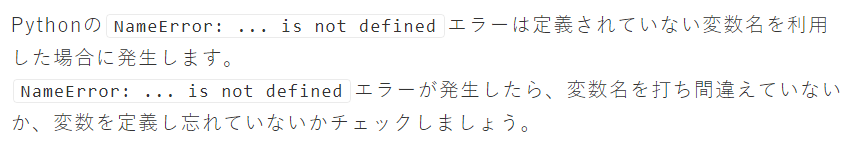 Pythonの NameError: ... is not defined エラーは定義されていない変数名を利用
した場合に発生します。
NameError: ... is not defined エラーが発生したら、変数名を打ち間違えていない
か、変数を定義し忘れていないかチェックしましょう。